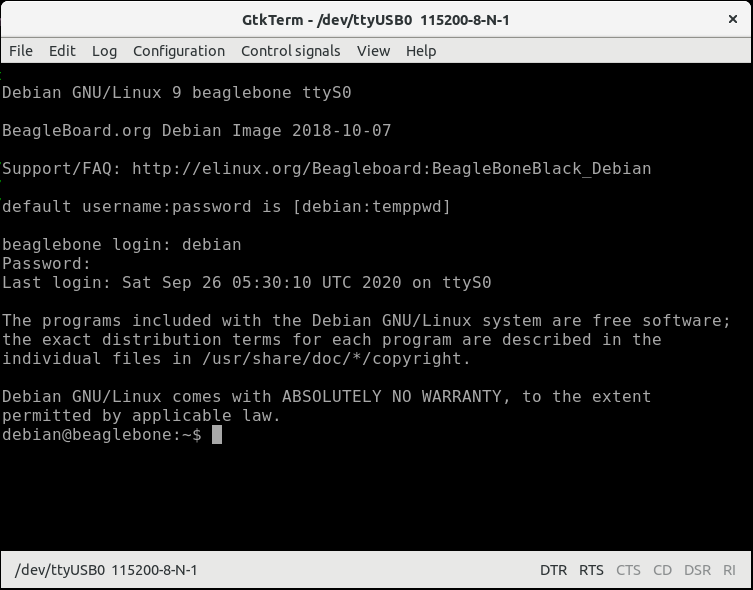 GtkTerm - /dev/ttyUSB0 115200-8-N-1
File Edit Log Configuration Control signals View Help
Debian GNU/Linux 9 beaglebone ttyS0
BeagleBoard.org Debian Image 2018-10-07
Support/FAQ: http://elinux.org/Beagleboard:BeagleBoneBlack_Debian
default username:password is [debian:temppwd]
beaglebone login: debian
Password:
Last login: Sat Sep 26 05:30:10 UTC 2020 on ttyS0
The programs included with the Debian GNU/Linux system are free software;
the exact distribution terms for each program are described in the
individual files in /usr/share/doc/*/copyright.
Debian GNU/Linux comes with ABSOLUTELY NO WARRANTY, to the extent
permitted by applicable law.
debian@beaglebone:~$
/dev/ttyUSB0 115200-8-N-1 DTR RTS CTS CD DSR RI